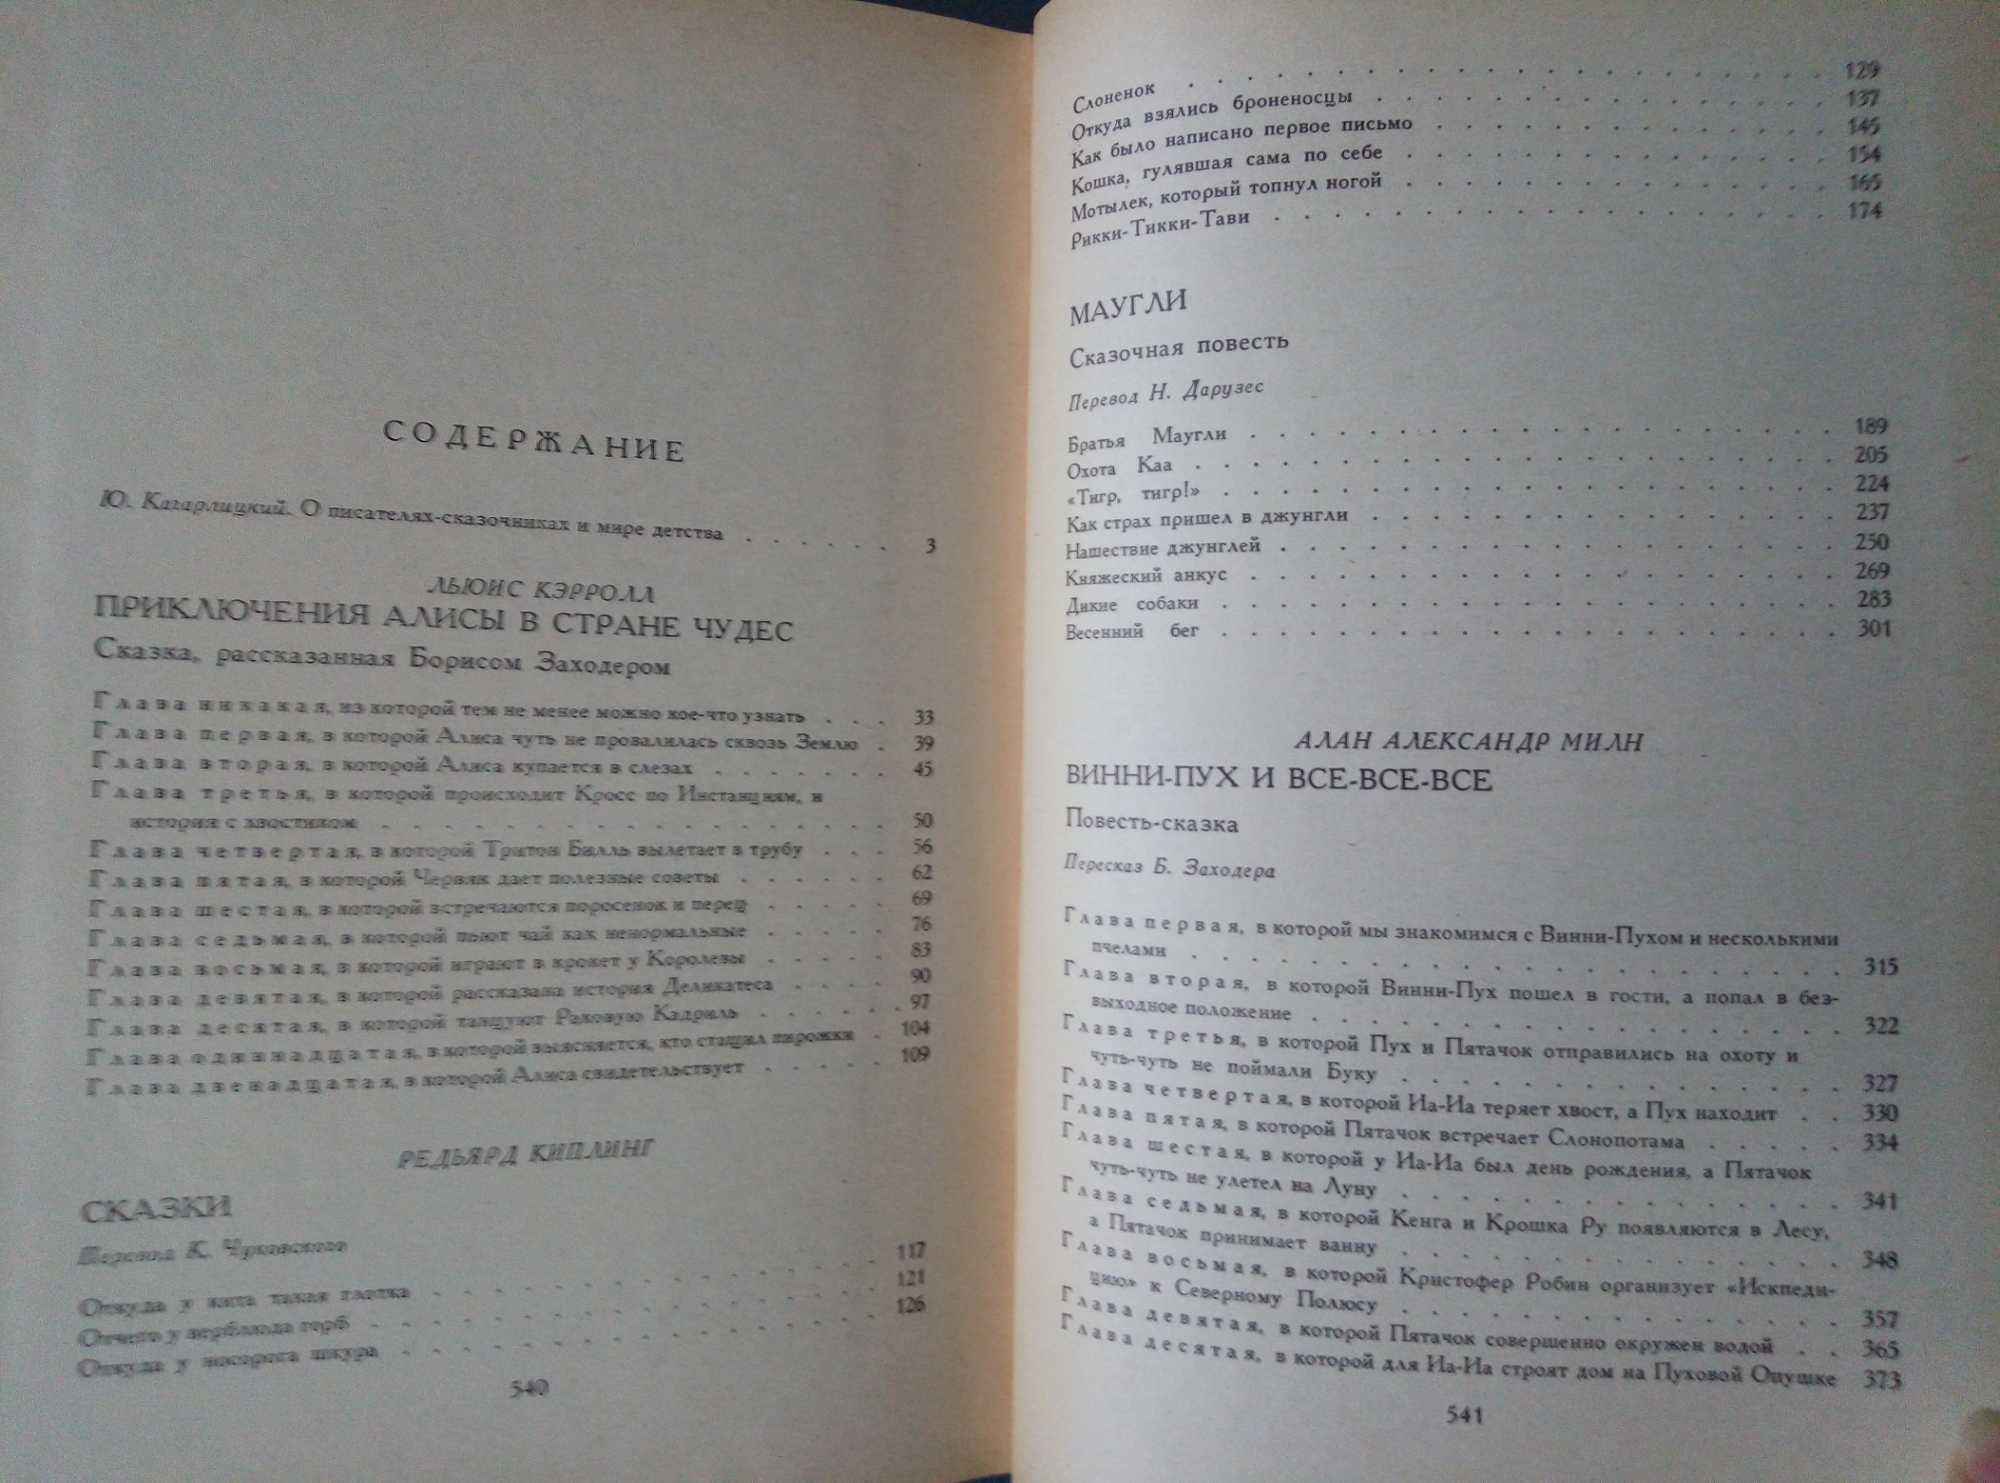 СОДЕРЖАНИЕ
Ю. Кагарлицкий. О писателях-сказочниках и мире детства . . . . . . 3
ЛЬЮИС КЭРРОЛЛ
ПРИКЛЮЧЕНИЯ АЛИСЫ В СТРАНЕ ЧУДЕС
Сказка, рассказанная Борисом Заходером
Глава никакая, из которой тем не менее можно кое-что узнать . . . 33
Глава первая, в которой Алиса чуть не провалилась сквозь Землю . 39
Глава вторая, в которой Алиса купается в слезах . . . . . . . 45
Глава третья, в которой происходит Кросс по Инстанциям, и
история с хвостиком . . . . . . . . . . . . . . . . . 50
Глава четвертая, в которой Тритон Билль вылетает в трубу . . . 56
Глава пятая, в которой Червяк дает полезные советы . . . . . . 62
Глава шестая, в которой встречаются поросенок и перец . . . . . 69
Глава седьмая, в которой пьют чай как ненормальные . . . . . 76
Глава восьмая, в которой играют в крокет у Королевы . . . . . 83
Глава девятая, в которой рассказана история Деликатеса . . . . 90
Глава десятая, в которой танцуют Раковую Кадриль . . . . . 97
Глава одиннадцатая, в которой выясняется, кто стащил пирожки . 104
Глава двенадцатая, в которой Алиса свидетельствует . . . . . 109
РЕДЬЯРД КИПЛИНГ
СКАЗКИ
Перевод К. Чуковского
Откуда у кита такая глотка . . . . . . . . . . . . . . . 117
Отчего у верблюда горб . . . . . . . . . . . . . . . . . 121
Откуда у носорога шкура . . . . . . . . . . . . . . . . 126
540
Слоненок . . . . . . . . . . . . . . . . . . . . . . 129
Откуда взялись броненосцы . . . . . . . . . . . . . . . . 137
Как было написано первое письмо . . . . . . . . . . . . . . 145
Кошка, гулявшая сама по себе . . . . . . . . . . . . . . . 154
Мотылек, который топнул ногой . . . . . . . . . . . . . . . 165
Рикки-Тикки-Тави . . . . . . . . . . . . . . . . . . . 174
МАУГЛИ
Сказочная повесть
Перевод Н. Дарузес
Братья Маугли . . . . . . . . . . . . . . . . . . . . 189
Охота Каа . . . . . . . . . . . . . . . . . . . . . . 205
«Тигр, тигр!» . . . . . . . . . . . . . . . . . . . . . 224
Как страх пришел в джунгли . . . . . . . . . . . . . . . . 237
Нашествие джунглей . . . . . . . . . . . . . . . . . . . 250
Княжеский анкус . . . . . . . . . . . . . . . . . . . . 269
Дикие собаки . . . . . . . . . . . . . . . . . . . . . 283
Весенний бег . . . . . . . . . . . . . . . . . . . . . 301
АЛАН АЛЕКСАНДР МИЛН
ВИННИ-ПУХ И ВСЕ-ВСЕ-ВСЕ
Повесть-сказка
Пересказ Б. Заходера
Глава первая, в которой мы знакомимся с Винни-Пухом и несколькими
пчелами . . . . . . . . . . . . . . . . . . . . . . 315
Глава вторая, в которой Винни-Пух пошел в гости, а попал в без-
выходное положение . . . . . . . . . . . . . . . . . . 322
Глава третья, в которой Пух и Пятачок отправились на охоту и
чуть-чуть не поймали Буку . . . . . . . . . . . . . . . 327
Глава четвертая, в которой Иа-Иа теряет хвост, а Пух находит . . 330
Глава пятая, в которой Пятачок встречает Слонопотама . . . . . 334
Глава шестая, в которой у Иа-Иа был день рождения, а Пятачок
чуть-чуть не улетел на Луну . . . . . . . . . . . . . . . 341
Глава седьмая, в которой Кенга и Крошка Ру появляются в Лесу,
а Пятачок принимает ванну . . . . . . . . . . . . . . . 348
Глава восьмая, в которой Кристофер Робин организует «Искпеди-
цию» к Северному Полюсу . . . . . . . . . . . . . . . 357
Глава девятая, в которой Пятачок совершенно окружен водой . . 365
Глава десятая, в которой для Иа-Иа строят дом на Пуховой Опушке 373
541